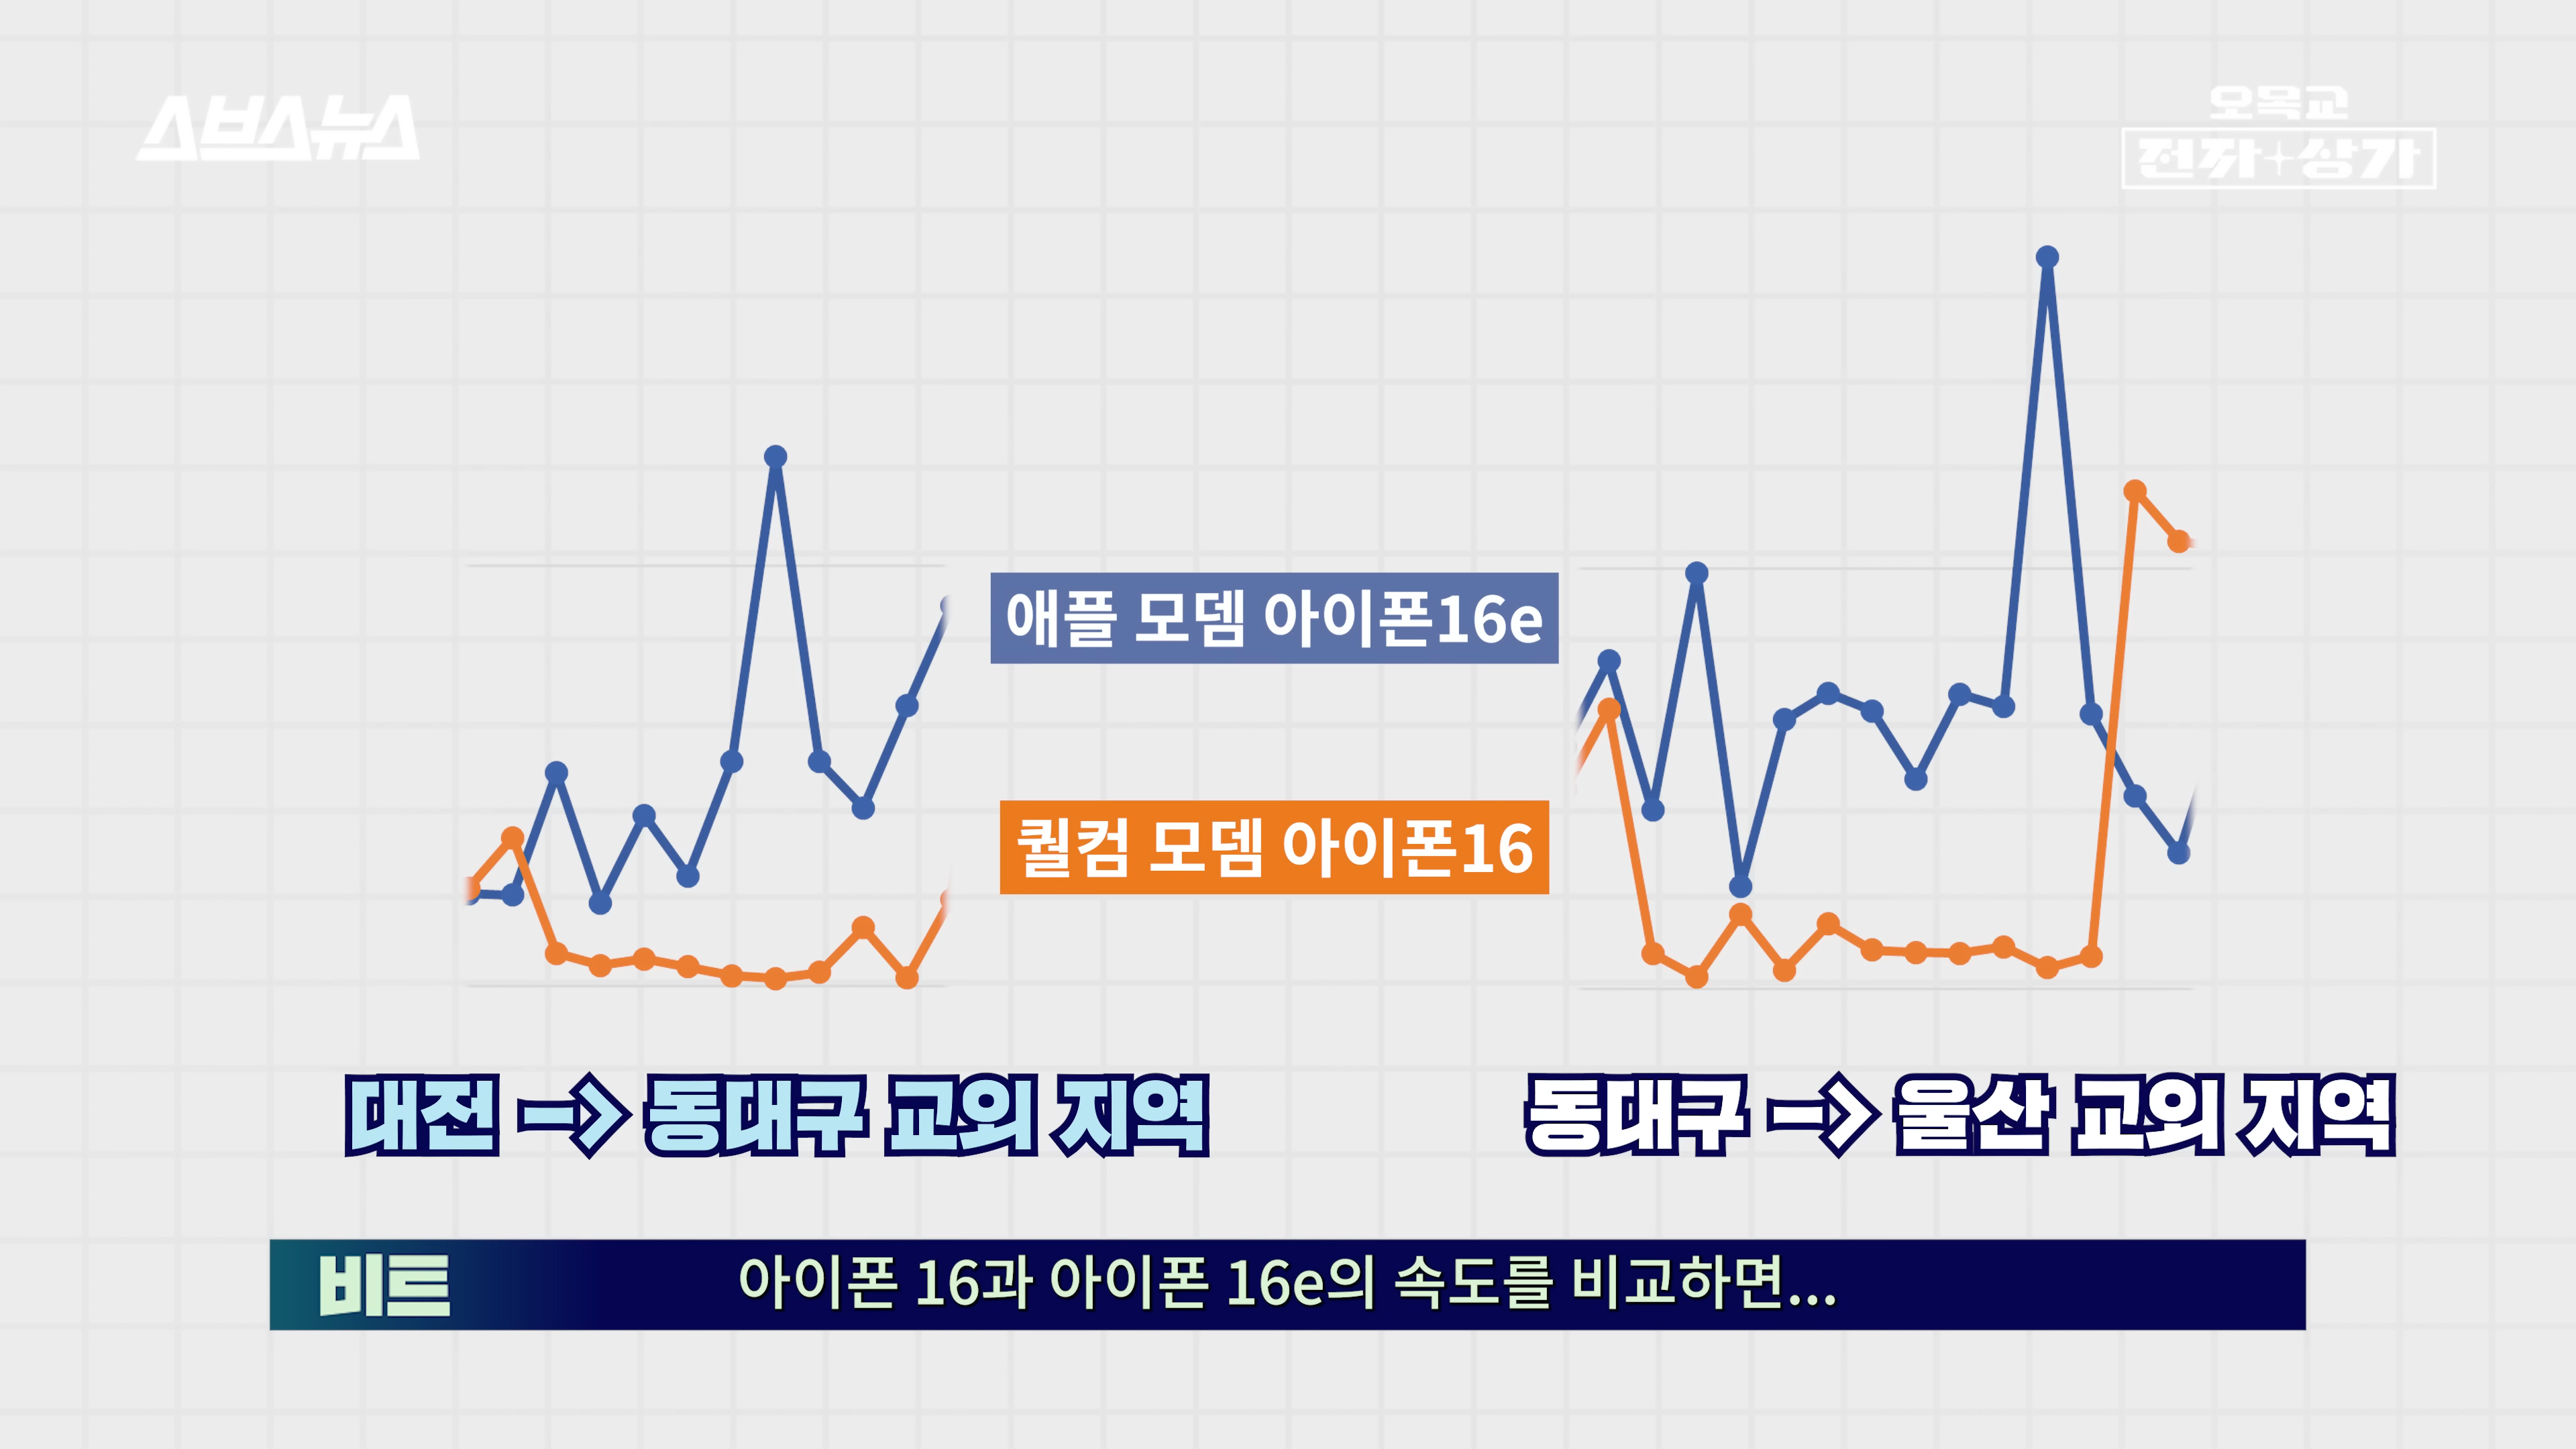 스브스뉴스
오목교
전자+상가
애플 모뎀 아이폰16e
퀄컴 모뎀 아이폰16
대전 -> 동대구 교외 지역
동대구 -> 울산 교외 지역
비트
아이폰 16과 아이폰 16e의 속도를 비교하면...